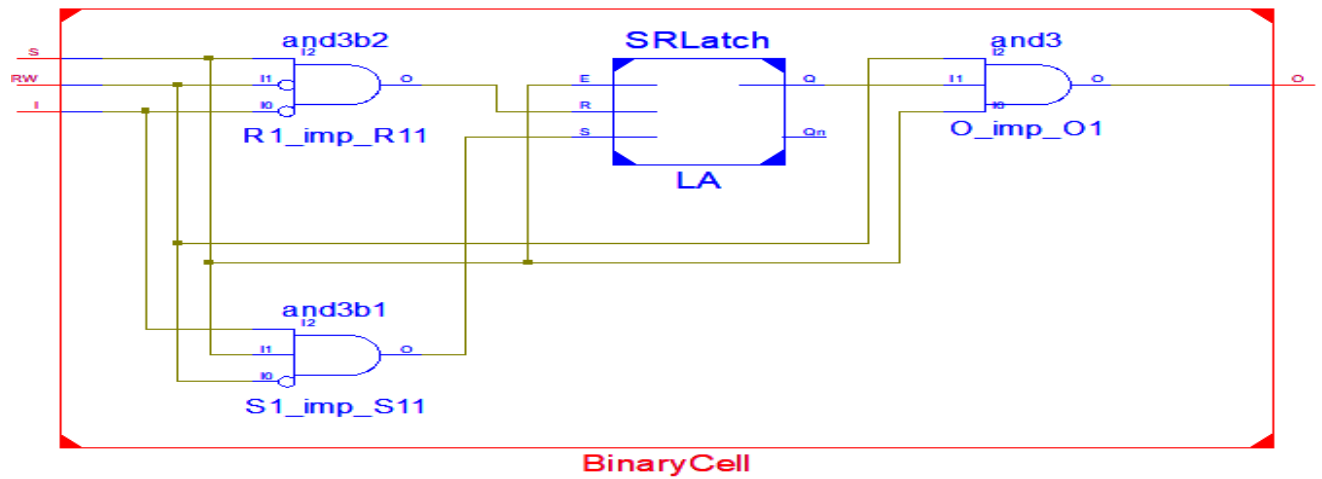 and3b2
SRLatch
and3
S
I2
I2
RW
I1
O
E
Q
I1
O
O
I
I0
R
I0
R1_imp_R11
S
Qn
O_imp_O1
LA
and3b1
I2
I1
O
I0
S1_imp_S11
BinaryCell